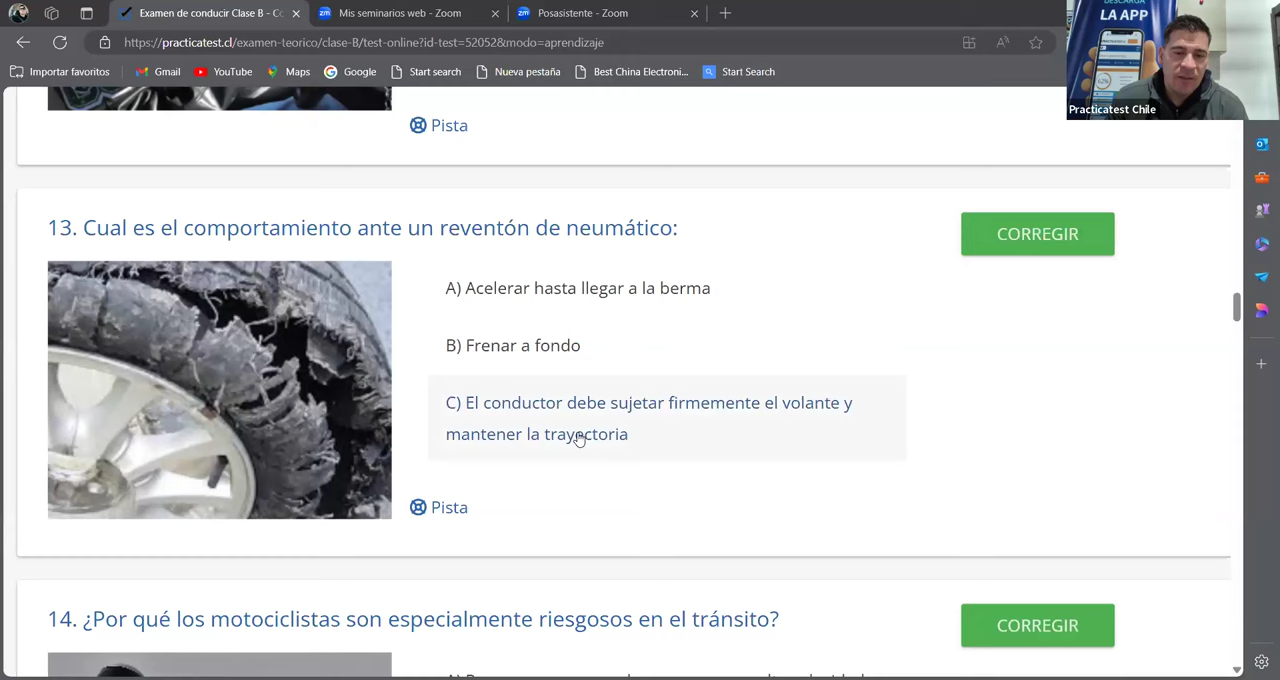 Examen de conducir Clase B - Cc
Mis seminarios web - Zoom
Posasistente - Zoom
https://practicatest.cl/examen-teorico/clase-B/test-online?id-test=52052&modo=aprendizaje
Importar favoritos
Gmail
YouTube
Maps
Google
Start search
Nueva pestaña
Best China Electroni...
Start Search
DESCARGA
LA APP
Practicatest Chile
Pista
13. Cual es el comportamiento ante un reventón de neumático:
CORREGIR
A) Acelerar hasta llegar a la berma
B) Frenar a fondo
C) El conductor debe sujetar firmemente el volante y
mantener la trayectoria
Pista
14. ¿Por qué los motociclistas son especialmente riesgosos en el tránsito?
CORREGIR